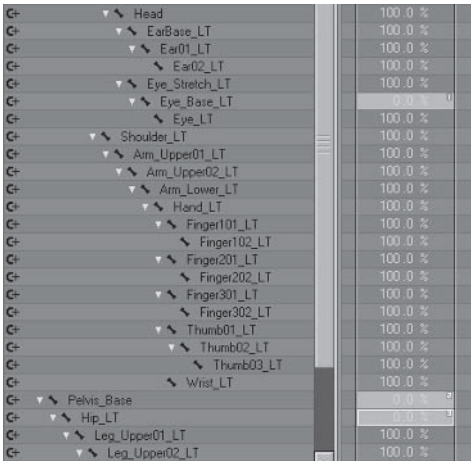 Head 100.0 %
EarBase_LT 100.0 %
Ear01_LT 100.0 %
Ear02_LT 100.0 %
Eye_Stretch_LT 100.0 %
Eye_Base_LT 0.0 %
Eye_LT 100.0 %
Shoulder_LT 100.0 %
Arm_Upper01_LT 100.0 %
Arm_Upper02_LT 100.0 %
Arm_Lower_LT 100.0 %
Hand_LT 100.0 %
Finger101_LT 100.0 %
Finger102_LT 100.0 %
Finger201_LT 100.0 %
Finger202_LT 100.0 %
Finger301_LT 100.0 %
Finger302_LT 100.0 %
Thumb01_LT 100.0 %
Thumb02_LT 100.0 %
Thumb03_LT 100.0 %
Wrist_LT 100.0 %
Pelvis_Base 0.0 %
Hip_LT 0.0 %
Leg_Upper01_LT 100.0 %
Leg_Upper02_LT 100.0 %